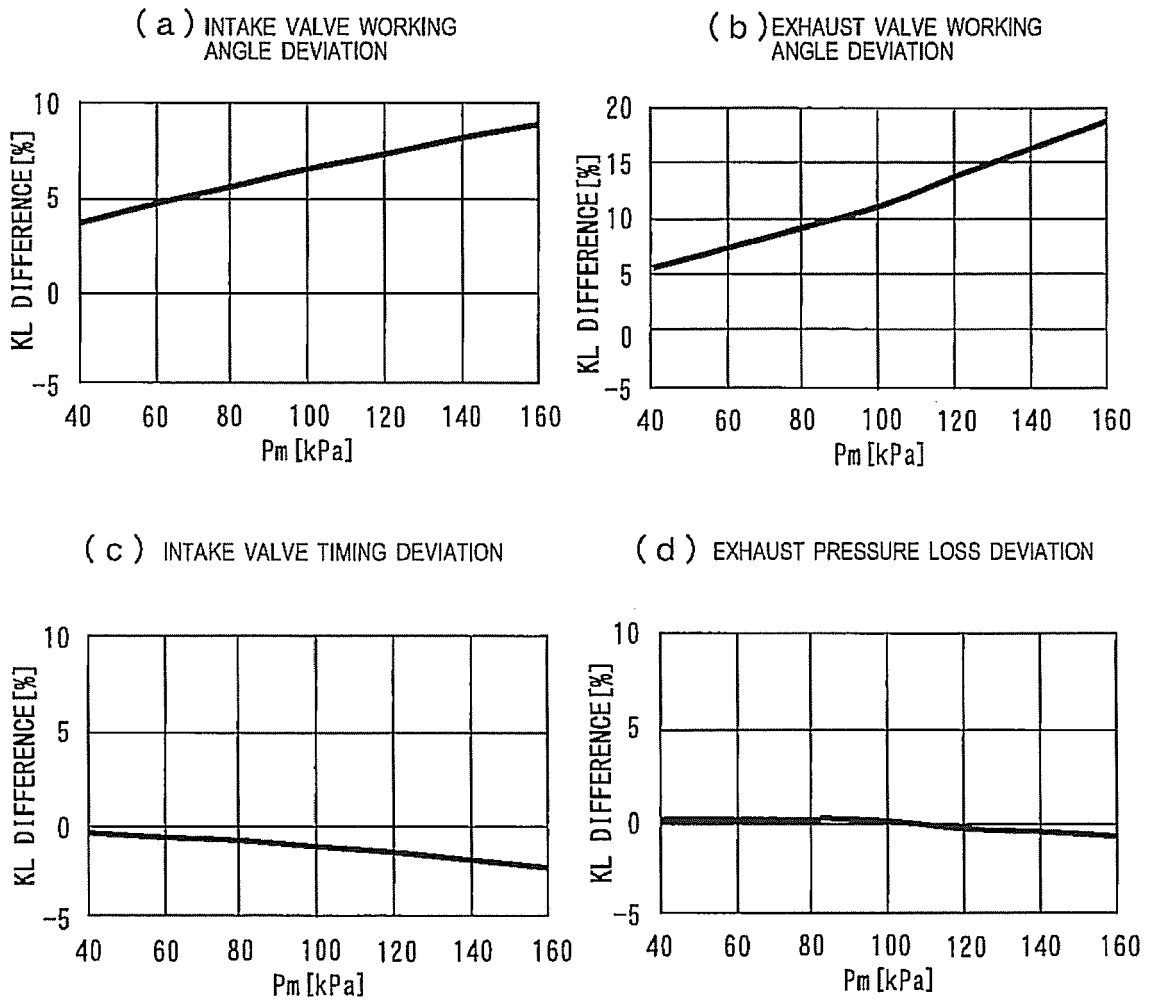 (a) INTAKE VALVE WORKING
ANGLE DEVIATION
KL DIFFERENCE[%]
10
5
0
-5
40 60 80 100 120 140 160
Pm[kPa]
(b) EXHAUST VALVE WORKING
ANGLE DEVIATION
KL DIFFERENCE[%]
20
15
10
5
0
-5
40 60 80 100 120 140 160
Pm[kPa]
(c) INTAKE VALVE TIMING DEVIATION
KL DIFFERENCE[%]
10
5
0
-5
40 60 80 100 120 140 160
Pm[kPa]
(d) EXHAUST PRESSURE LOSS DEVIATION
KL DIFFERENCE[%]
10
5
0
-5
40 60 80 100 120 140 160
Pm[kPa]